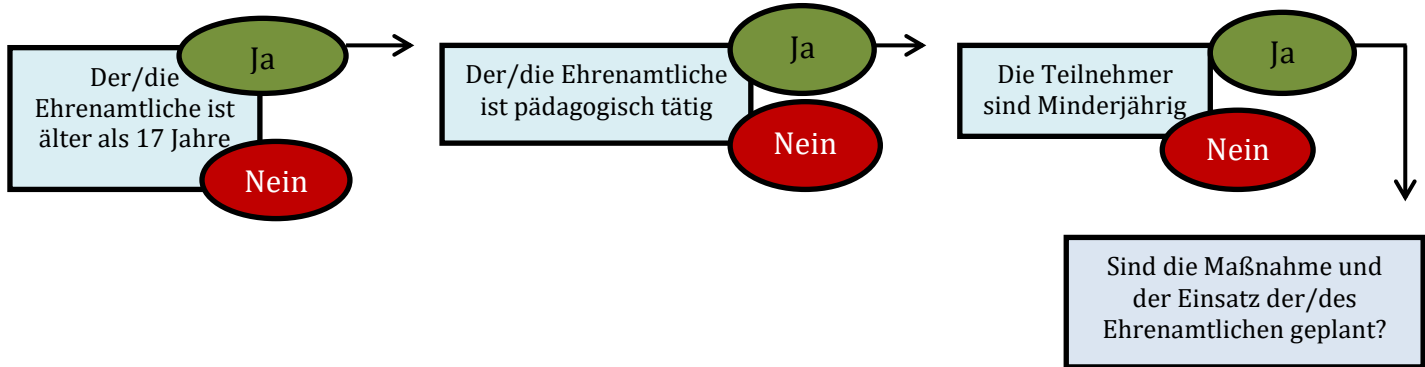 Der/die
Ehrenamtliche ist
älter als 17 Jahre
Ja
Nein
Der/die Ehrenamtliche
ist pädagogisch tätig
Ja
Nein
Die Teilnehmer
sind Minderjährig
Ja
Nein
Sind die Maßnahme und
der Einsatz der/des
Ehrenamtlichen geplant?